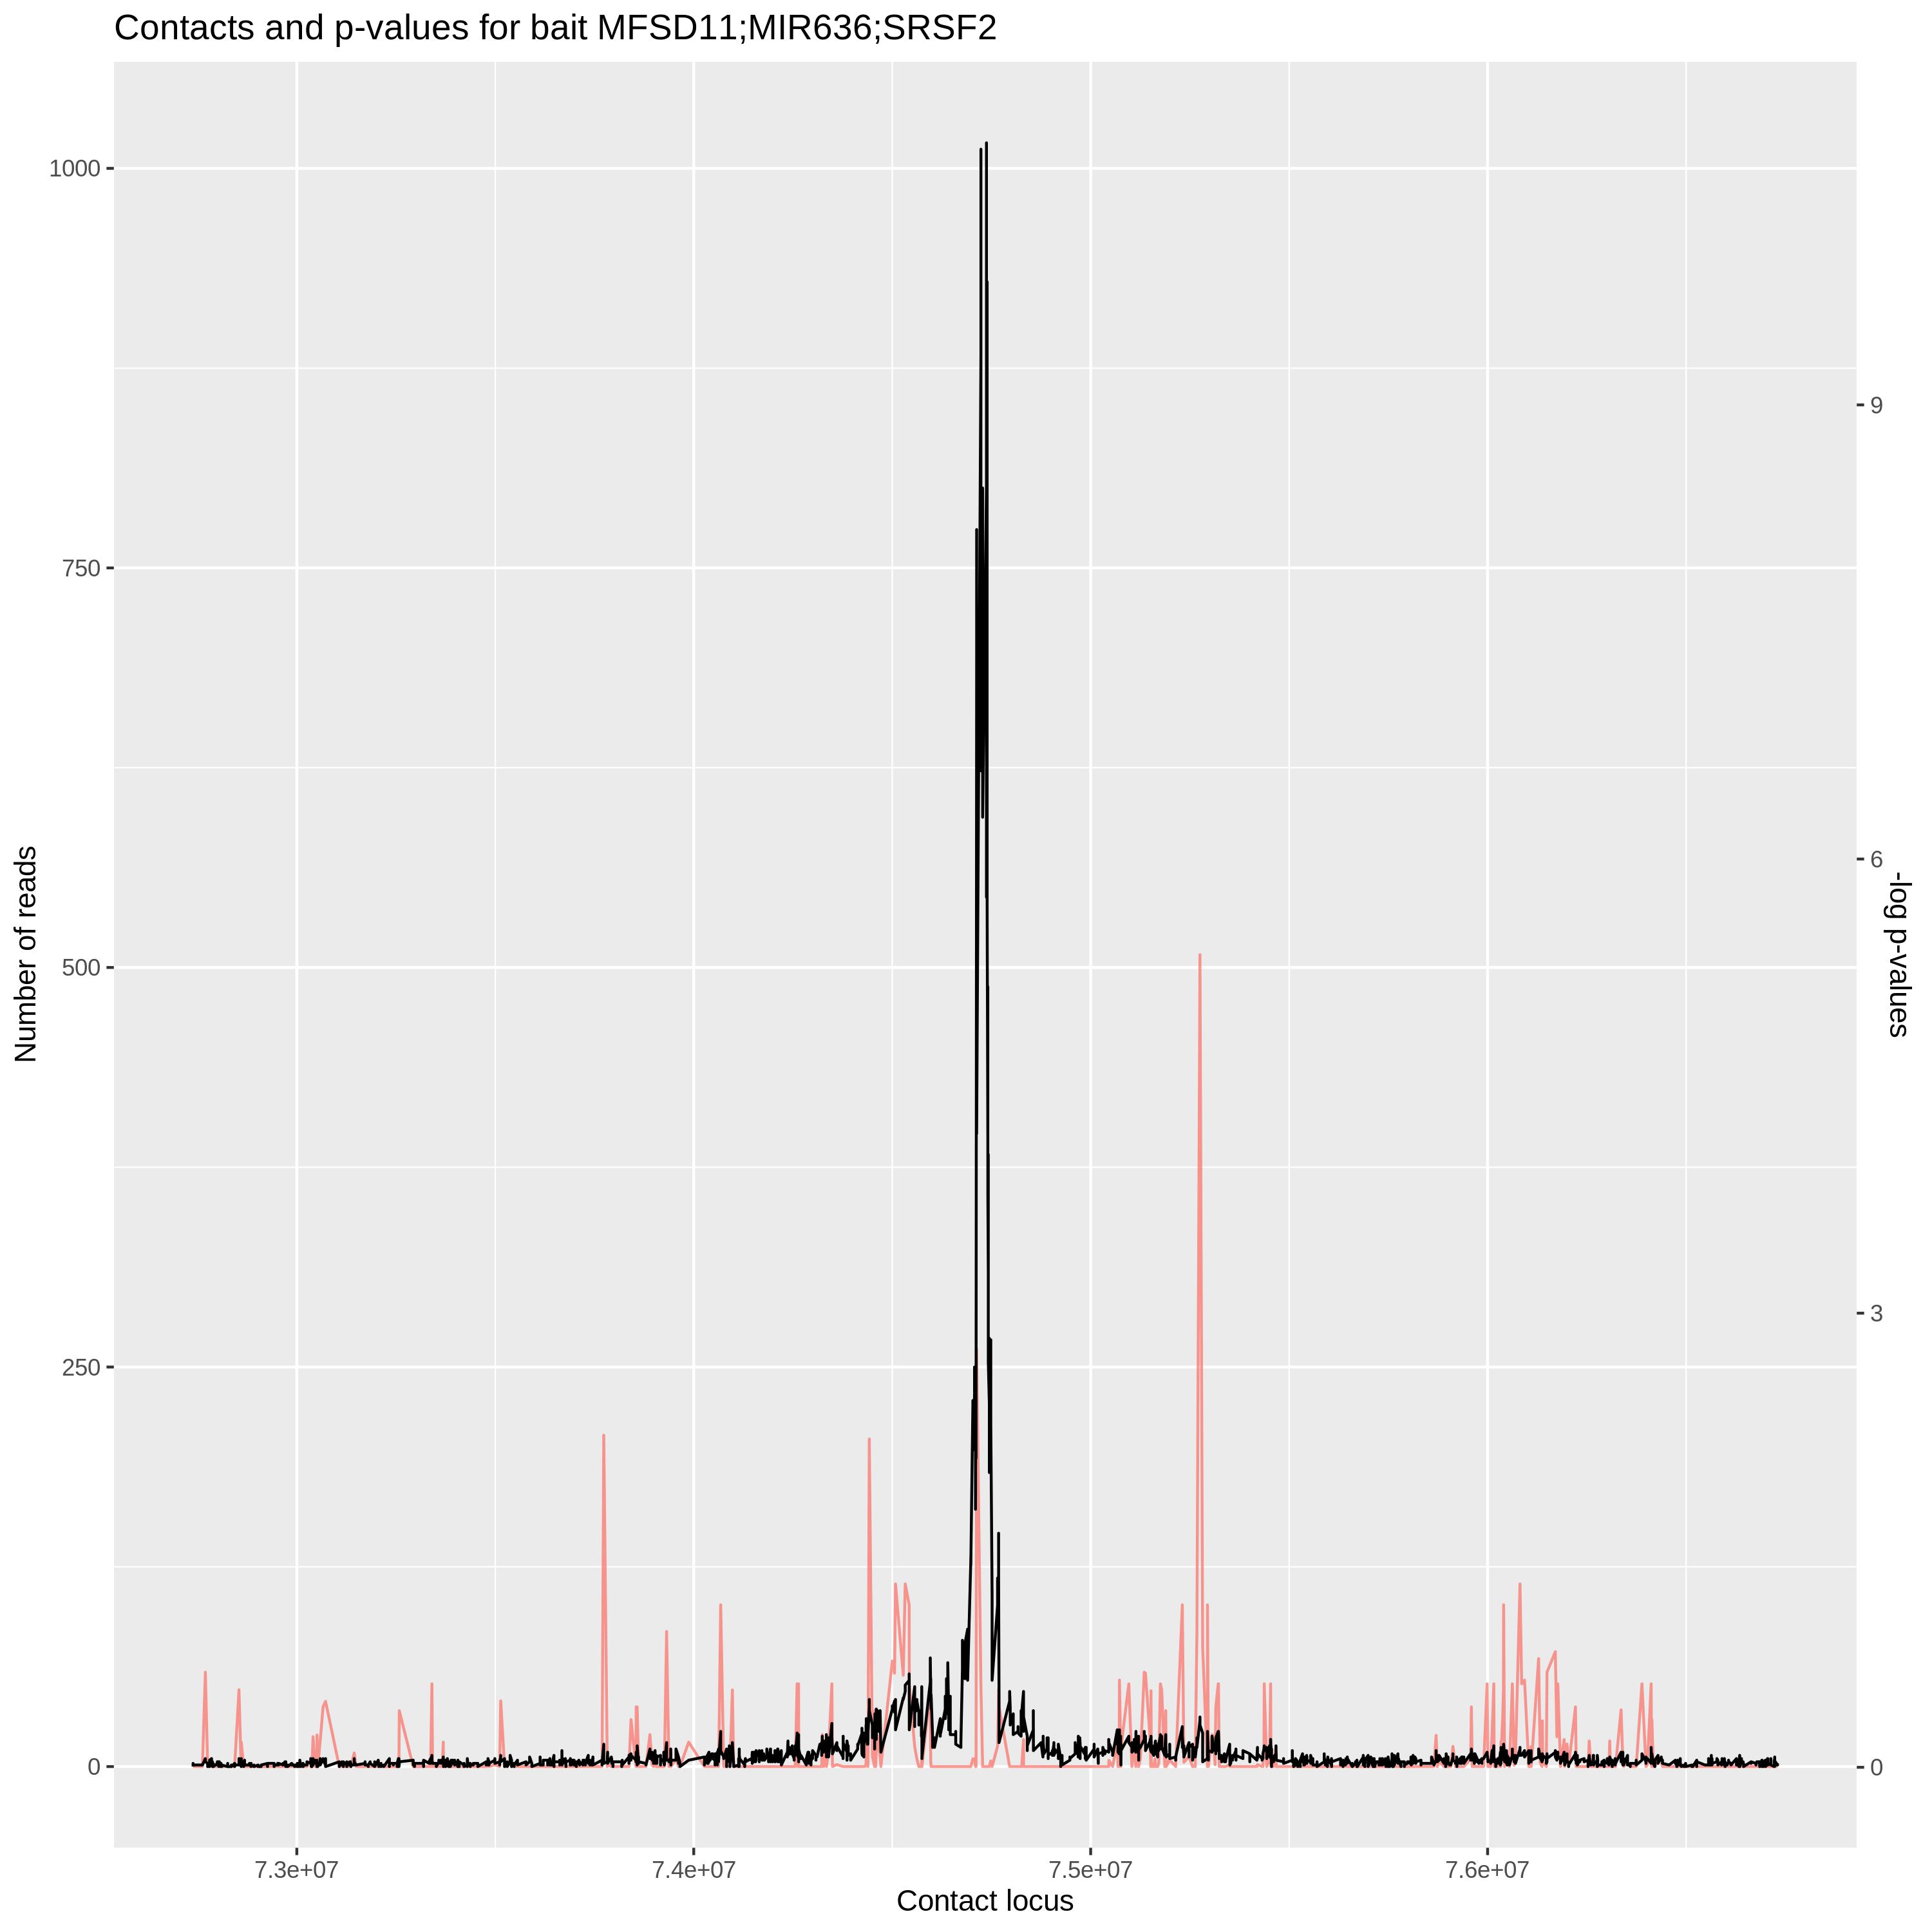 Contacts and p-values for bait MFSD11;MIR636;SRSF2
1000
750
500
250
0
Number of reads
9
6
3
0
-log p-values
7.3e+07
7.4e+07
7.5e+07
7.6e+07
Contact locus